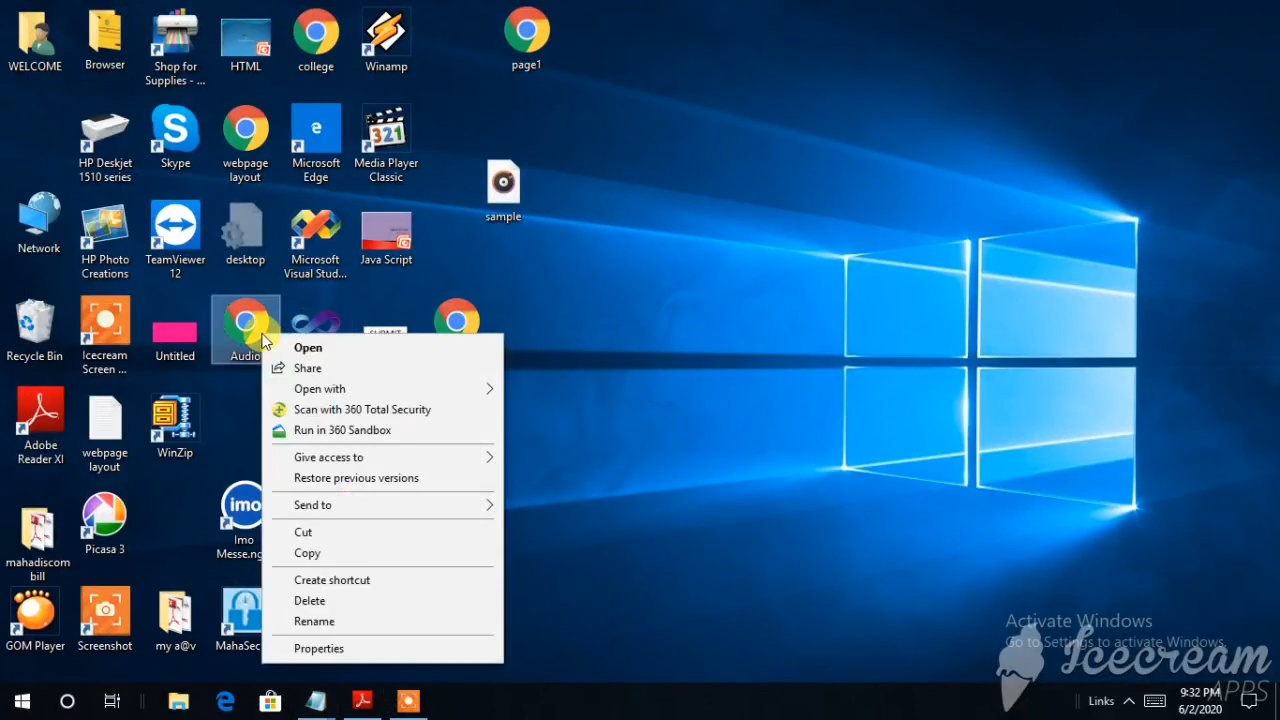 WELCOME
Browser
Shop for
Supplies - ...
HTML
college
Winamp
page1
HP Deskjet
1510 series
Skype
webpage
layout
e
Microsoft
Edge
321
Media Player
Classic
sample
Network
HP Photo
Creations
TeamViewer
12
desktop
Microsoft
Visual Stud...
Java Script
Recycle Bin
Icecream
Screen ...
Untitled
Audio
Open
Share
Open with
Scan with 360 Total Security
Run in 360 Sandbox
Give access to
Restore previous versions
Send to
Cut
Copy
Create shortcut
Delete
Rename
Properties
Adobe
Reader XI
webpage
layout
WinZip
mahadiscom
bill
Picasa 3
imo
Imo
Messe.ng
GOM Player
Screenshot
my a@v
MahaSec
Activate Windows
Go to Settings to activate Windows.
Icecream
APPS
Links
9:32 PM
6/2/2020